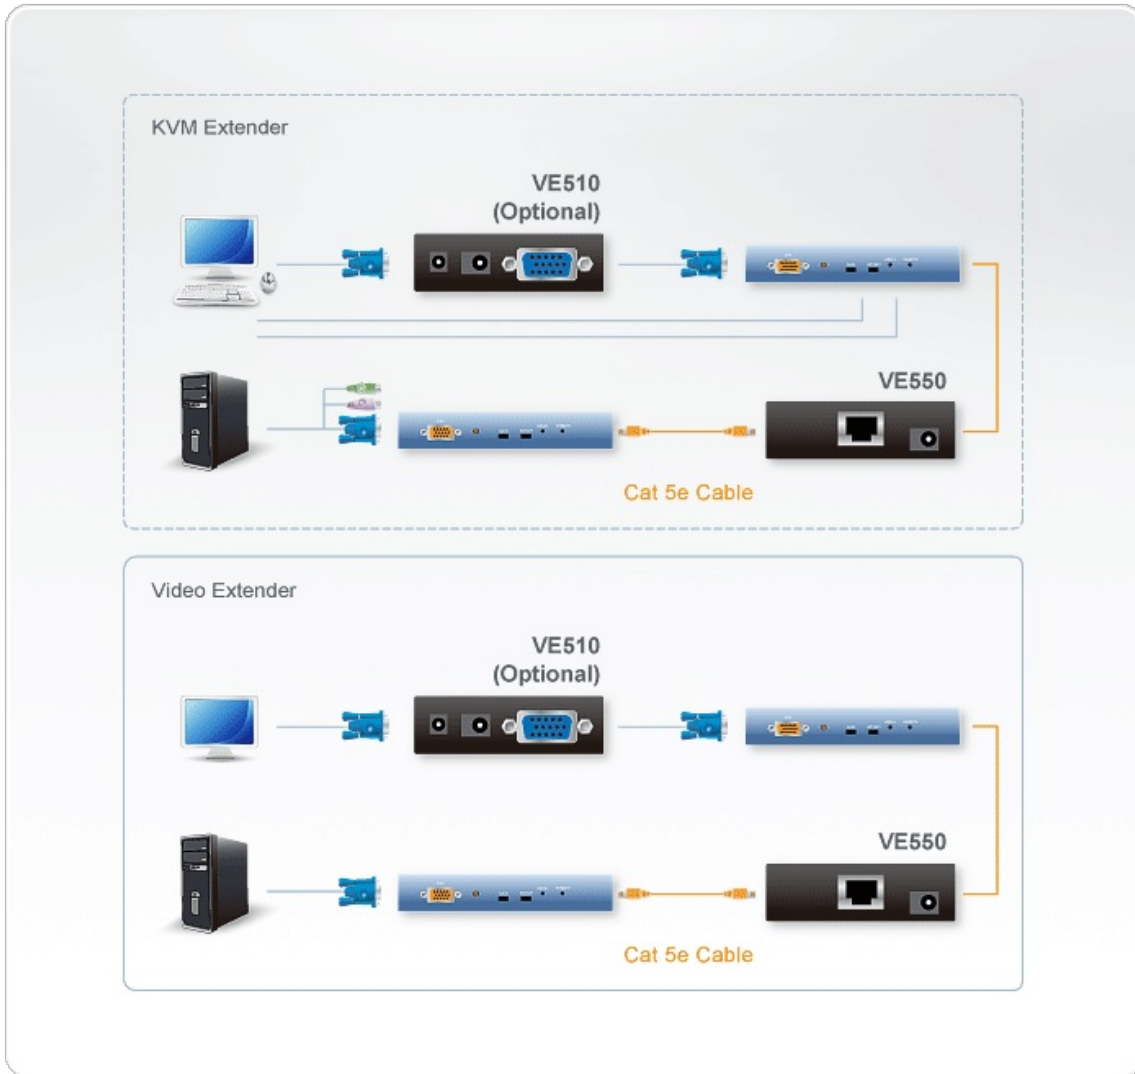 KVM Extender
VE510
(Optional)
VE550
Cat 5e Cable
Video Extender
VE510
(Optional)
VE550
Cat 5e Cable